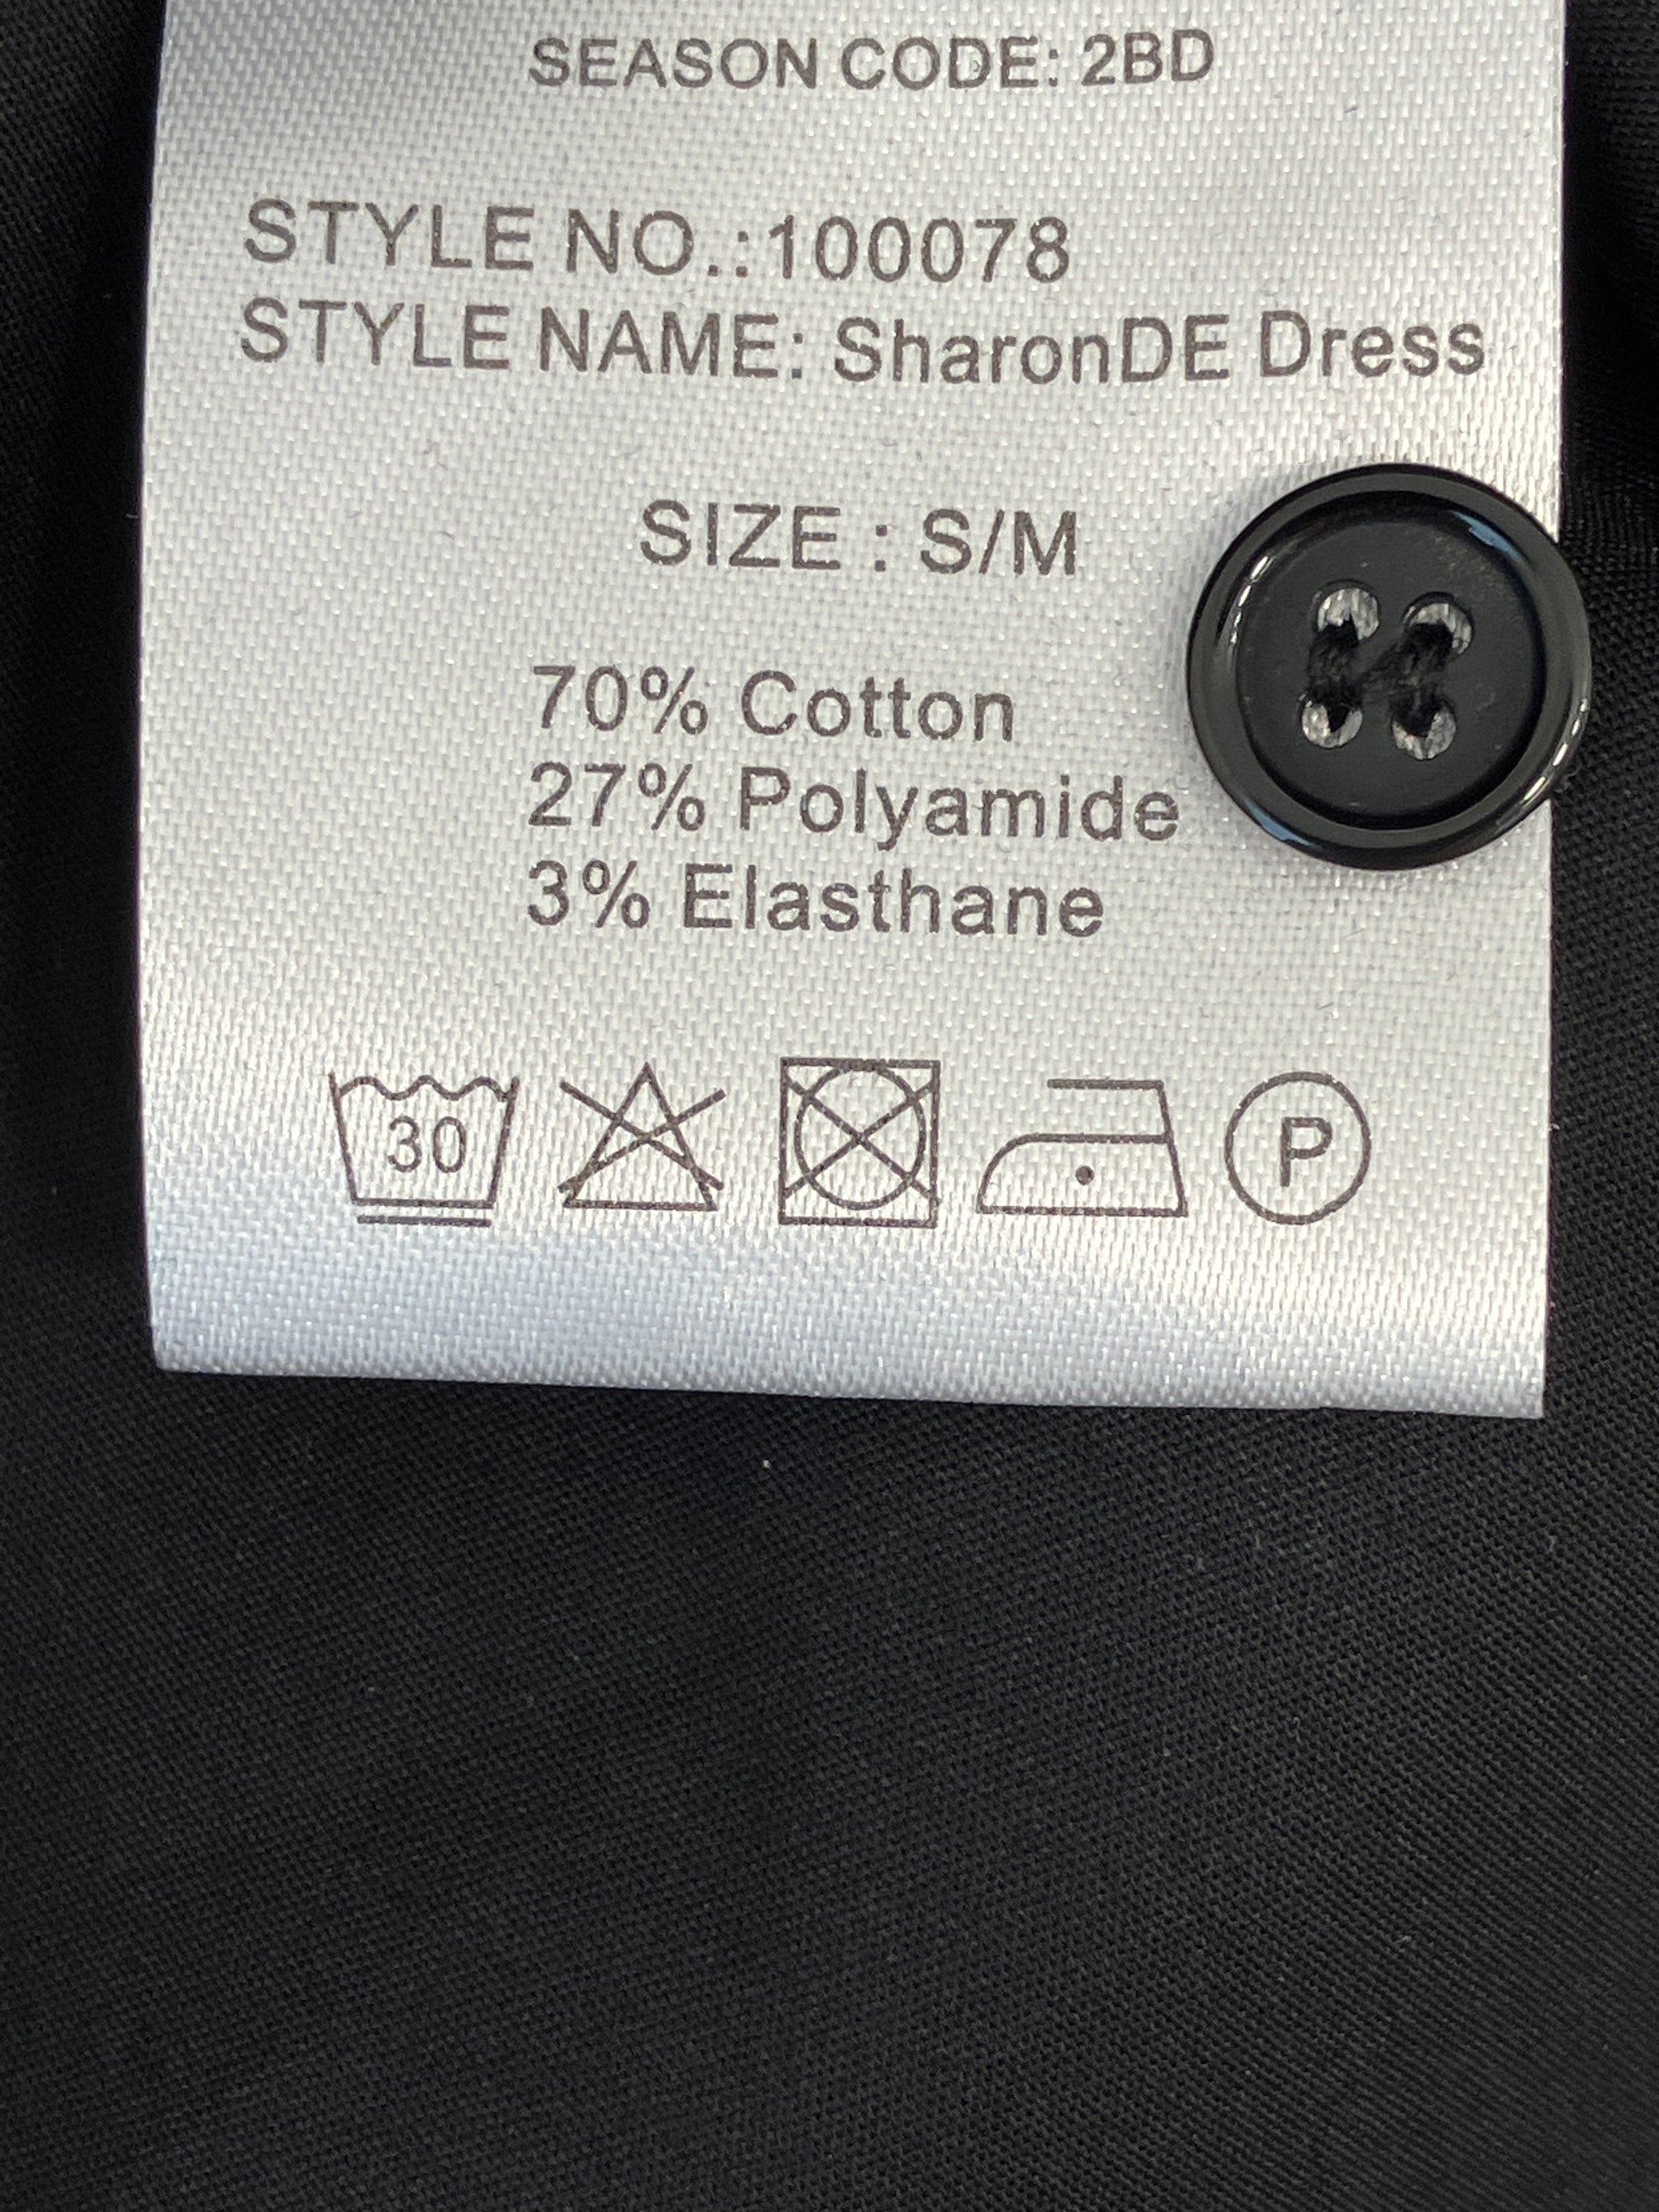 SEASON CODE: 2BD
STYLE NO.:100078
STYLE NAME: SharonDE Dress
SIZE : S/M
70% Cotton
27% Polyamide
3% Elasthane
30
P